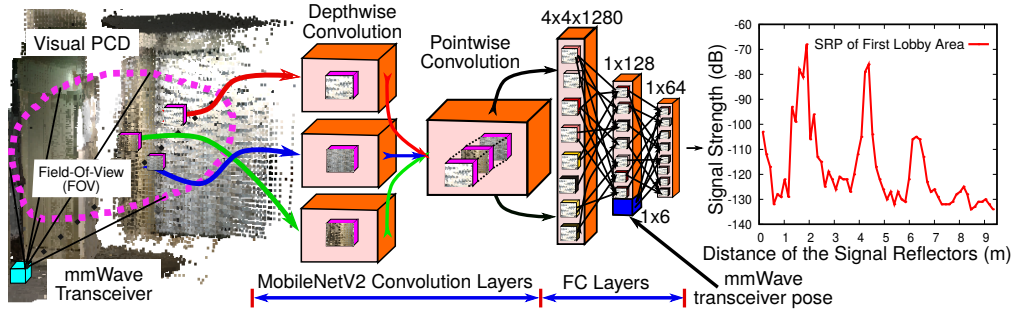 Visual PCD
Field-Of-View
(FOV)
mmWave
Transceiver
Depthwise
Convolution
Pointwise
Convolution
MobileNetV2 Convolution Layers
4x4x1280
1x128
1x64
1x6
FC Layers
mmWave
transceiver pose
SRP of First Lobby Area
Signal Strength (dB)
-60
-70
-80
-90
-100
-110
-120
-130
-140
0 1 2 3 4 5 6 7 8 9
Distance of the Signal Reflectors (m)